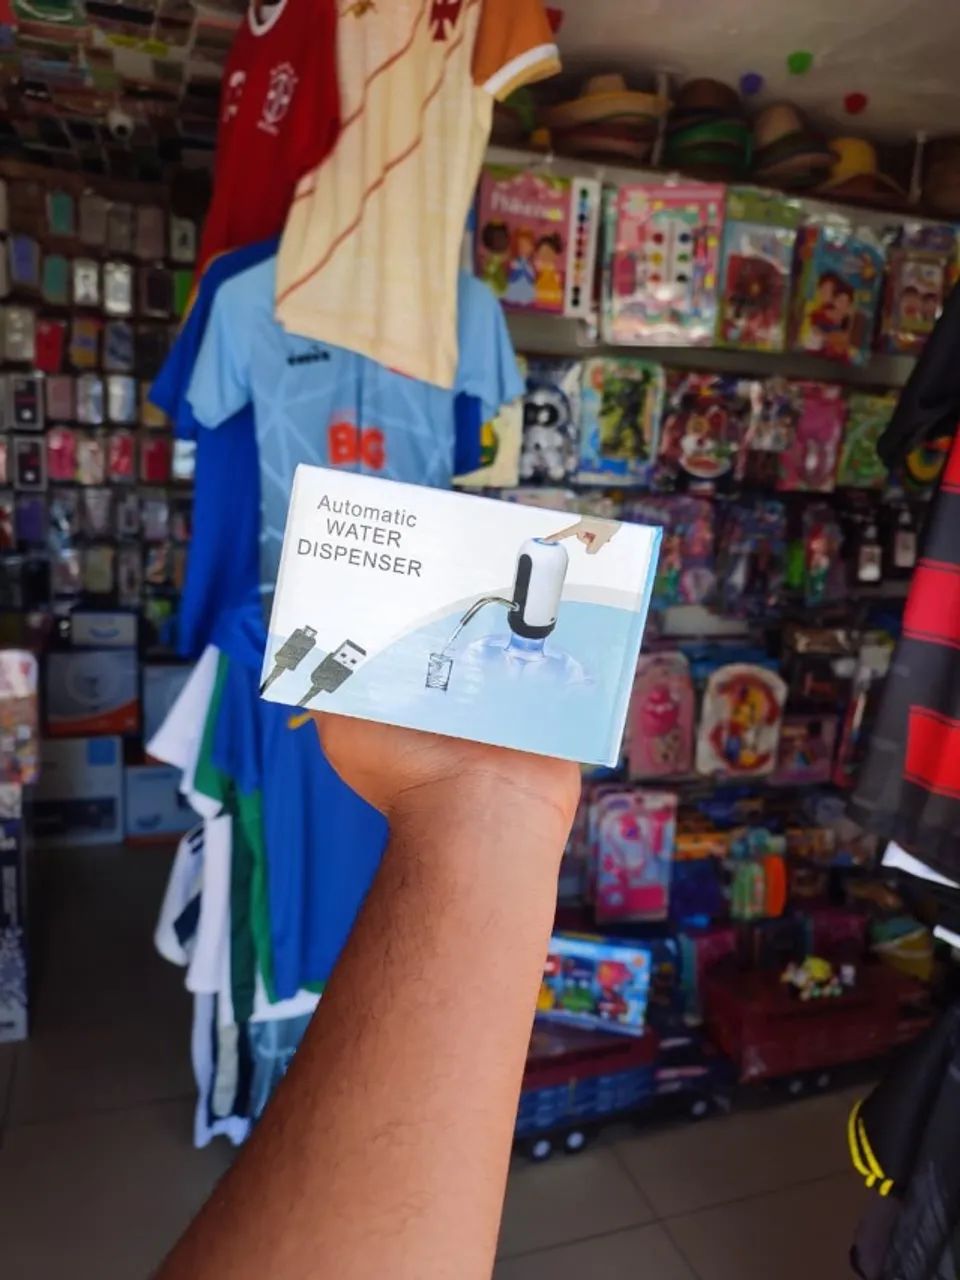 Automatic
WATER
DISPENSER
BG